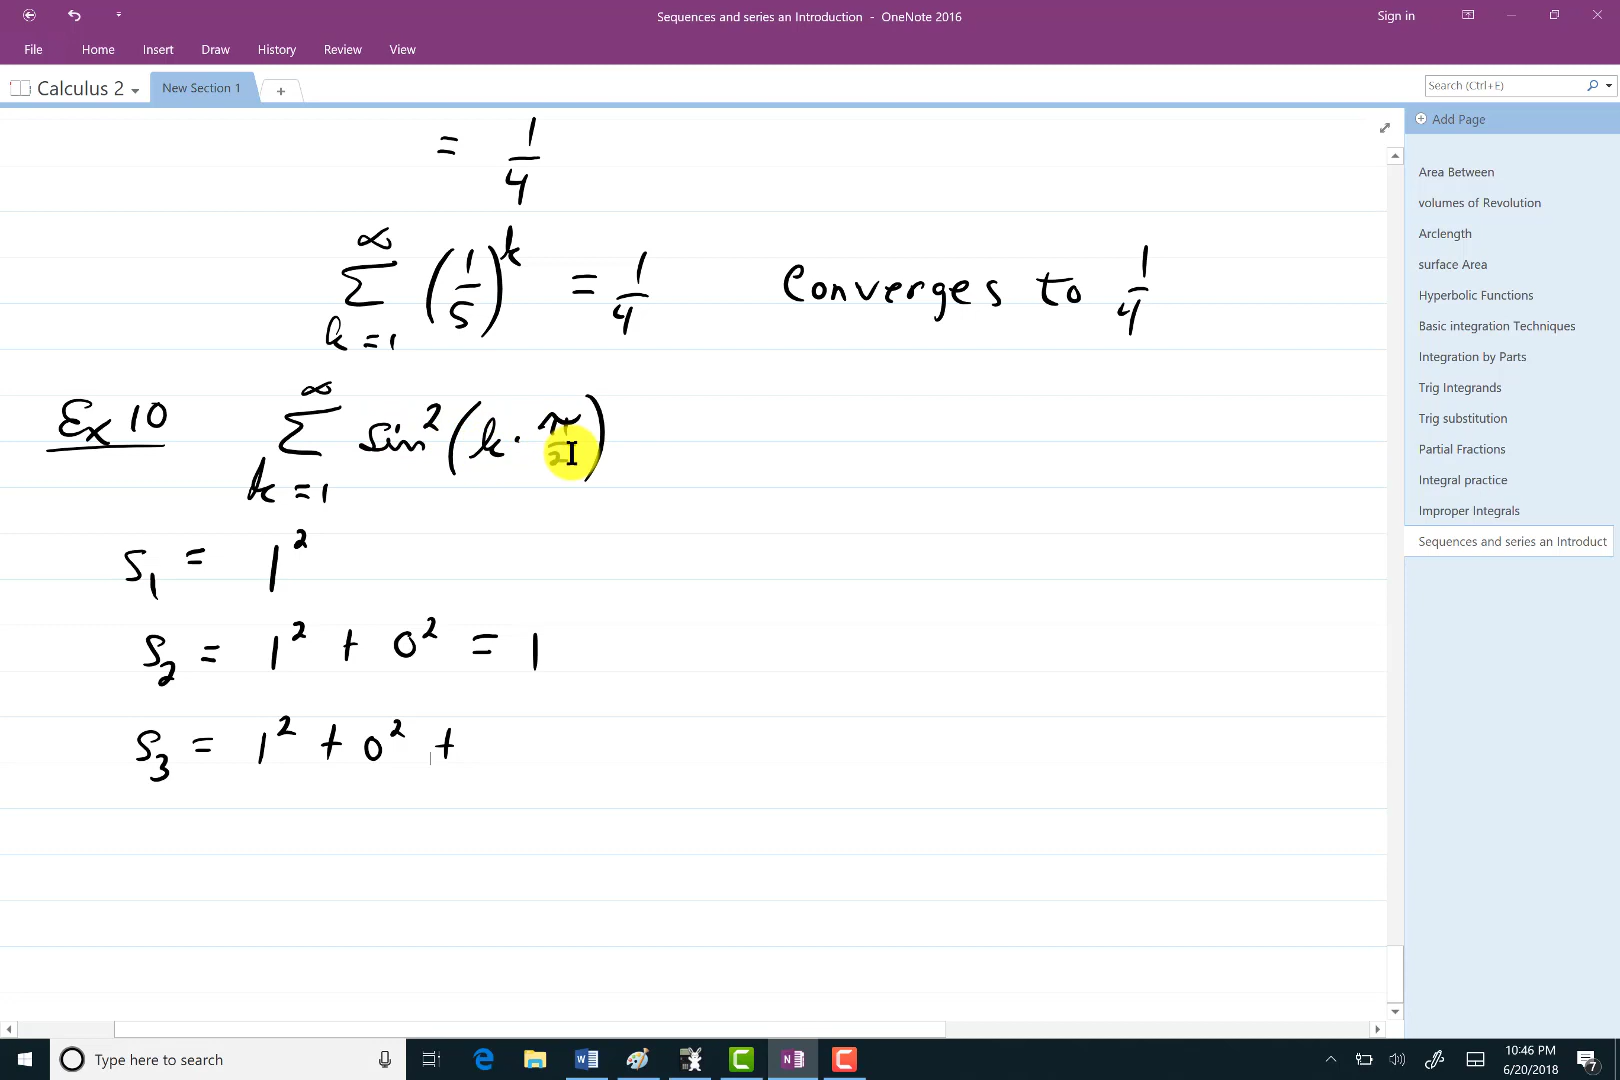 Sequences and series an Introduction - OneNote 2016
Sign in
File Home Insert Draw History Review View
Calculus 2
New Section 1
+
Search (Ctrl+E)
Add Page
Area Between
volumes of Revolution
Arclength
surface Area
Hyperbolic Functions
Basic integration Techniques
Integration by Parts
Trig Integrands
Trig substitution
Partial Fractions
Integral practice
Improper Integrals
Sequences and series an Introduct
= 1/4
∞
Σ (1/5)^k = 1/4 Converges to 1/4
k=1
∞
Ex 10 Σ sin²(k·π/2)
k=1
S₁ = 1²
S₂ = 1² + 0² = 1
S₃ = 1² + 0² +
Type here to search
10:46 PM
6/20/2018
7